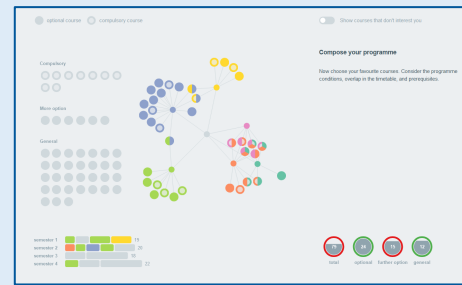 optional course
compulsory course
Show courses that don't interest you
Compulsory
Compose your programme
Now choose your favourite courses. Consider the programme
conditions, overlap in the timetable, and prerequisites.
Minor option
General
semester 1
semester 2
semester 3
semester 4
22
total
optional
further option
general